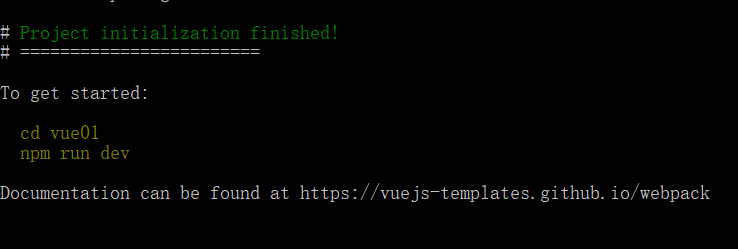 # Project initialization finished!
# ========================
To get started:
cd vue01
npm run dev
Documentation can be found at https://vuejs-templates.github.io/webpack